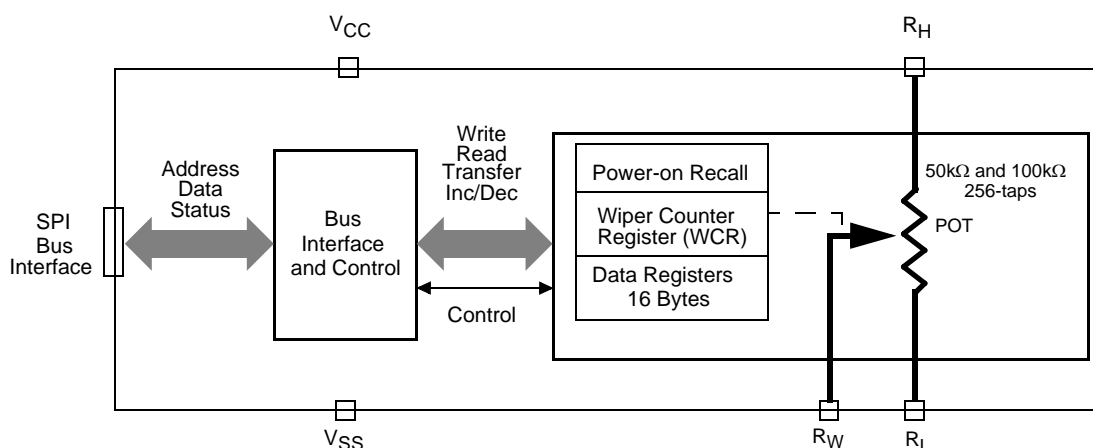 VCC
RH
Write
Read
Transfer
Inc/Dec
Address
Data
Status
SPI
Bus
Interface
Bus
Interface
and Control
Control
Power-on Recall
Wiper Counter
Register (WCR)
Data Registers
16 Bytes
50kΩ and 100kΩ
256-taps
POT
VSS
RW
RL